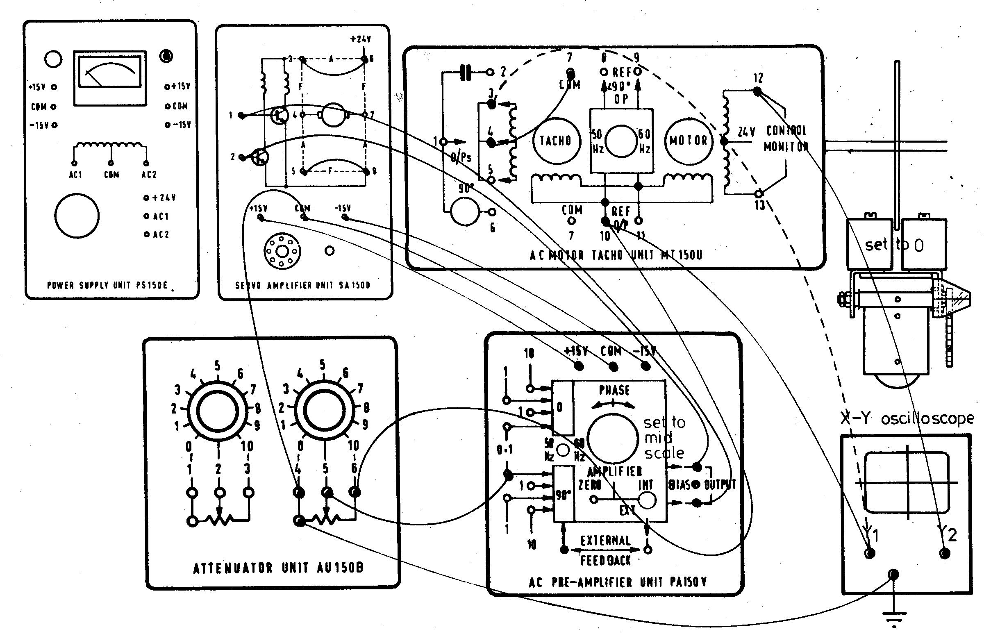 +15V
COM
-15V
+15V
COM
-15V
AC1 COM AC2
+24V
AC1
AC2
POWER SUPPLY UNIT PS150E
+24V
3 A 6
F F
1 4 7
2 A A
5 F 8
+15V COM -15V
SERVO AMPLIFIER UNIT SA150D
2 7 8 9 12
COM REF
∠90°
OP
3
4
1
O/Ps
5
TACHO
50
Hz
60
Hz
MOTOR
24V
CONTROL
MONITOR
90°
6
COM
7
REF
O/P
10 11
13
AC MOTOR TACHO UNIT MT150U
set to 0
0 1 2 3 4 5 6 7 8 9 10
1 2 3
0 1 2 3 4 5 6 7 8 9 10
4 5 6
ATTENUATOR UNIT AU150B
+15V COM -15V
10
1
1
0
PHASE
set to
mid
scale
50
Hz
60
Hz
0.1
AMPLIFIER
ZERO INT
EXT
BIAS OUTPUT
1
90°
1
10
EXTERNAL
FEEDBACK
AC PRE-AMPLIFIER UNIT PA150V
X-Y oscilloscope
Y1 Y2